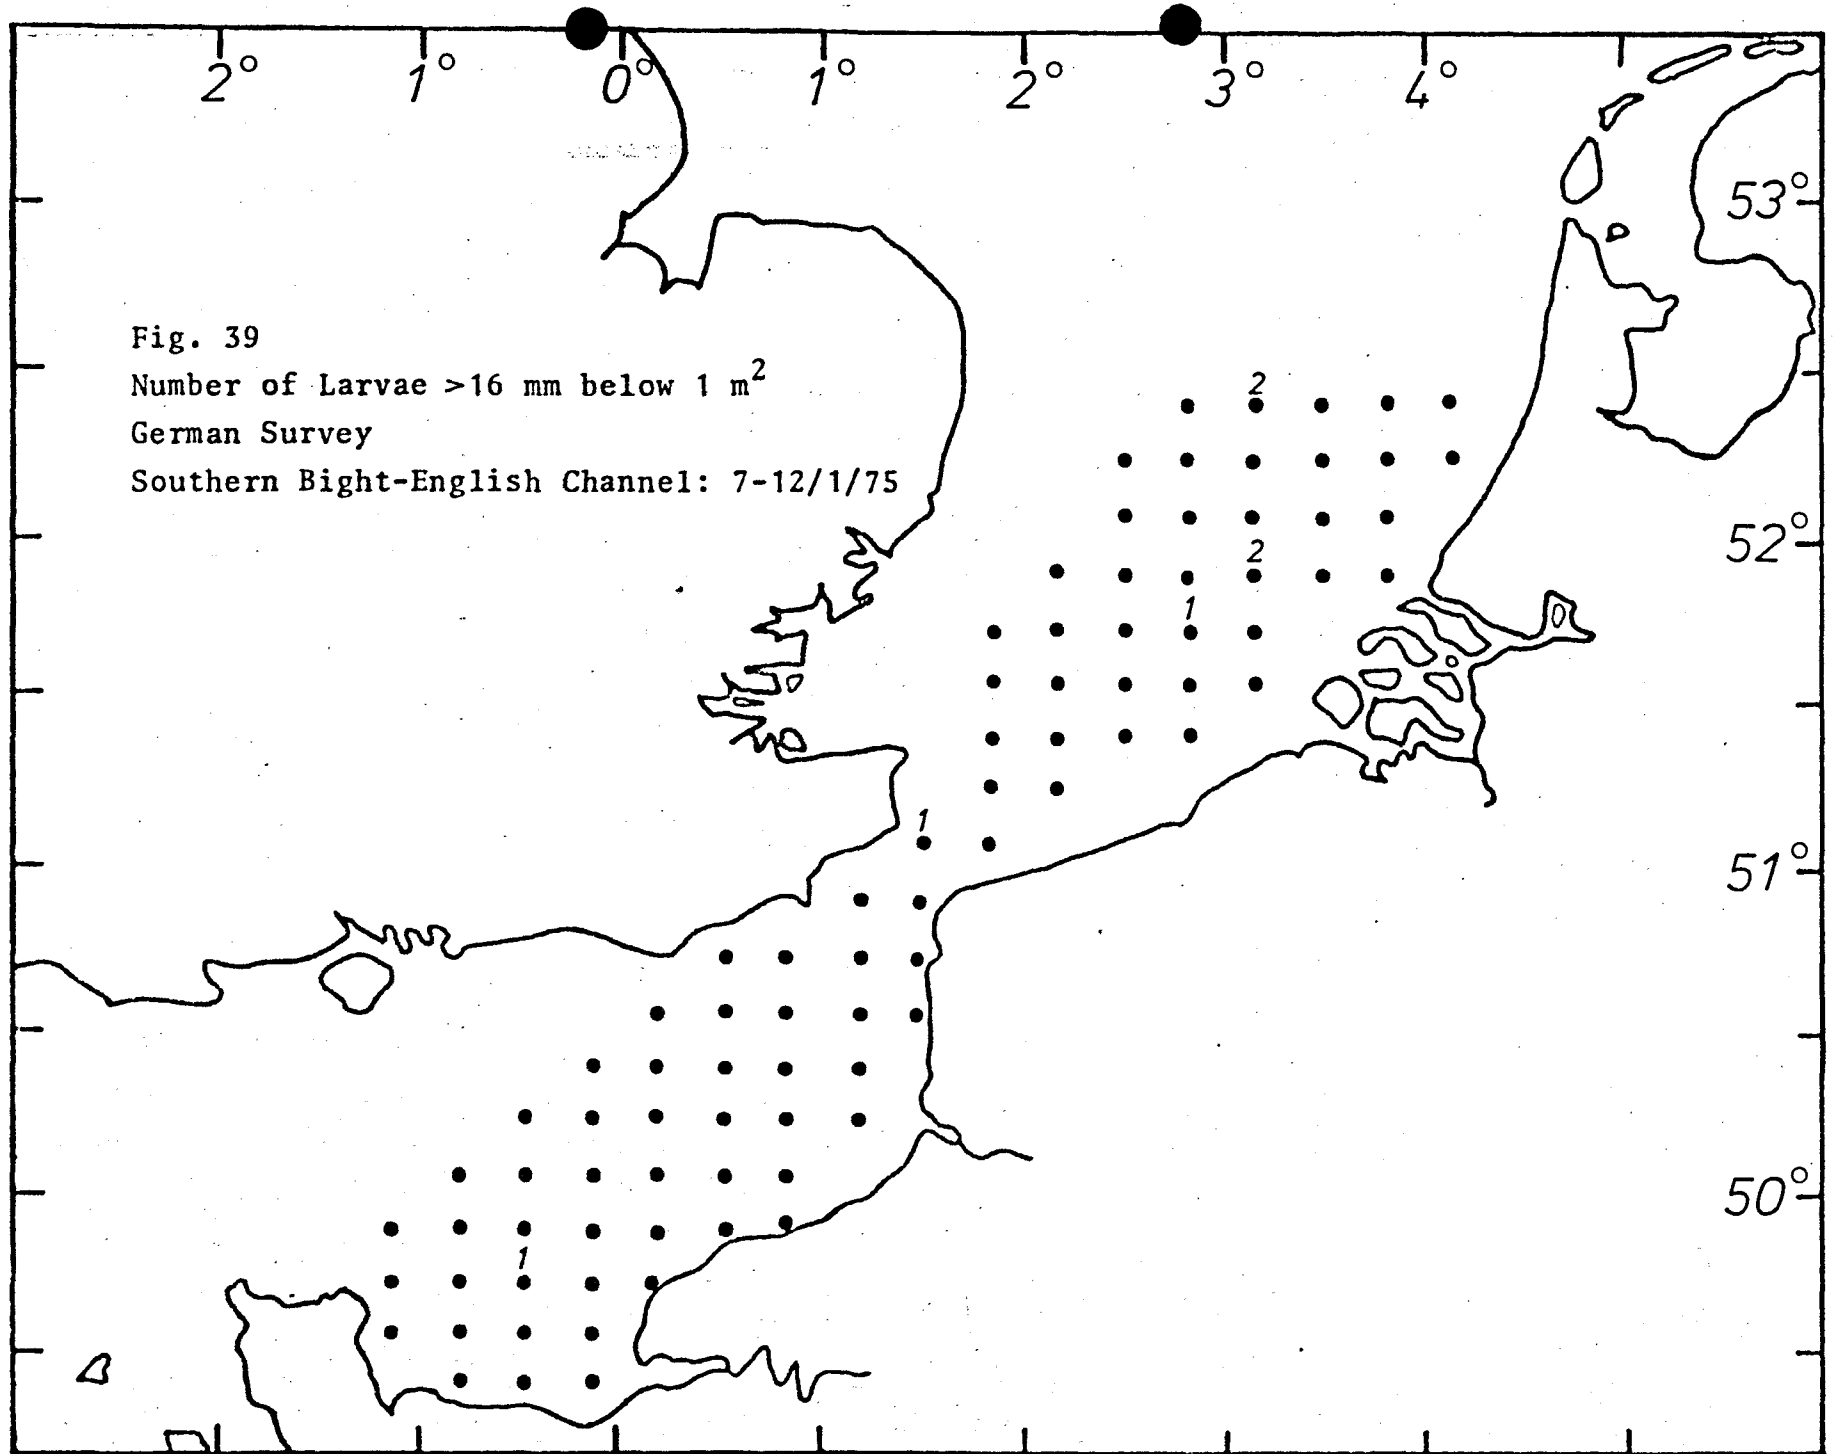 2° 1° 0° 1° 2° 3° 4°
53°
Fig. 39
Number of Larvae >16 mm below 1 m²
German Survey
Southern Bight-English Channel: 7-12/1/75
2
52°
2
1
51°
1
50°
1